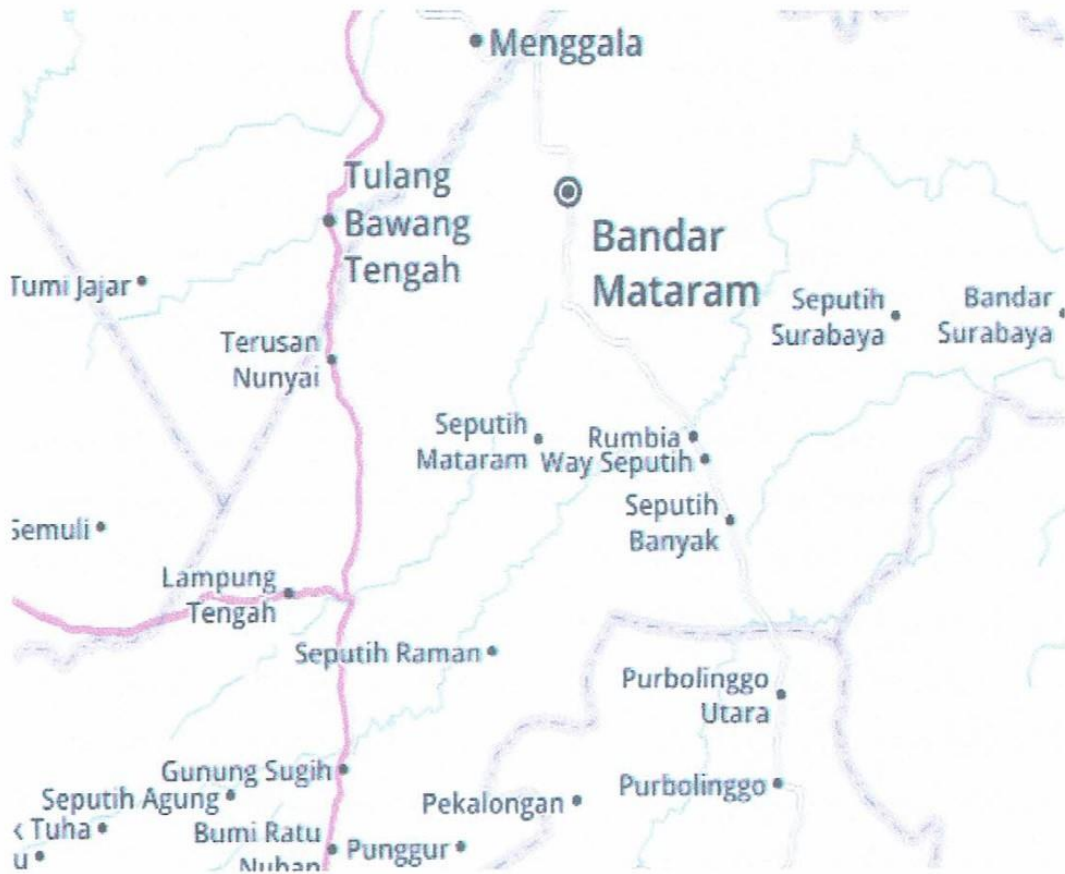 Menggala
Tulang
Bawang
Tengah
Bandar
Mataram
Tumi Jajar
Seputih
Surabaya
Bandar
Surabaya
Terusan
Nunyai
Seputih
Mataram
Rumbia
Way Seputih
Seputih
Banyak
Semuli
Lampung
Tengah
Seputih Raman
Purbolinggo
Utara
Gunung Sugih
Seputih Agung
Pekalongan
Purbolinggo
k Tuha
Bumi Ratu
Nuban
Punggur
u